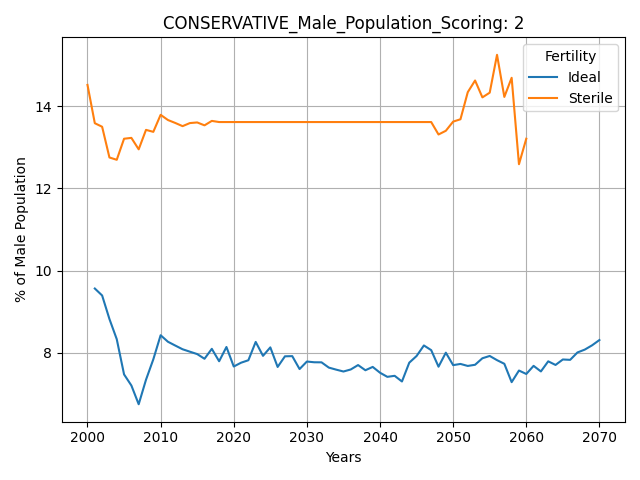 CONSERVATIVE_Male_Population_Scoring: 2
Fertility
Ideal
Sterile
% of Male Population
14
12
10
8
2000 2010 2020 2030 2040 2050 2060 2070
Years